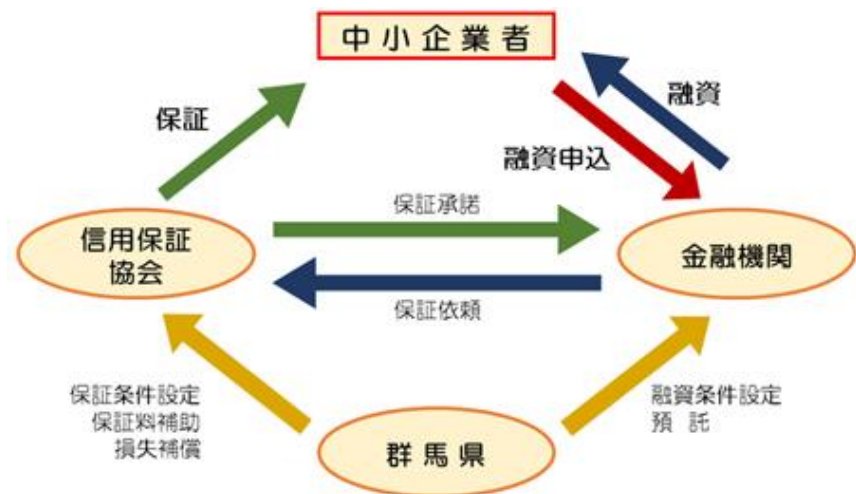 中小企業者
融資
保証
融資申込
保証承諾
信用保証
協会
金融機関
保証依頼
保証条件設定
保証料補助
損失補償
融資条件設定
預 託
群馬県